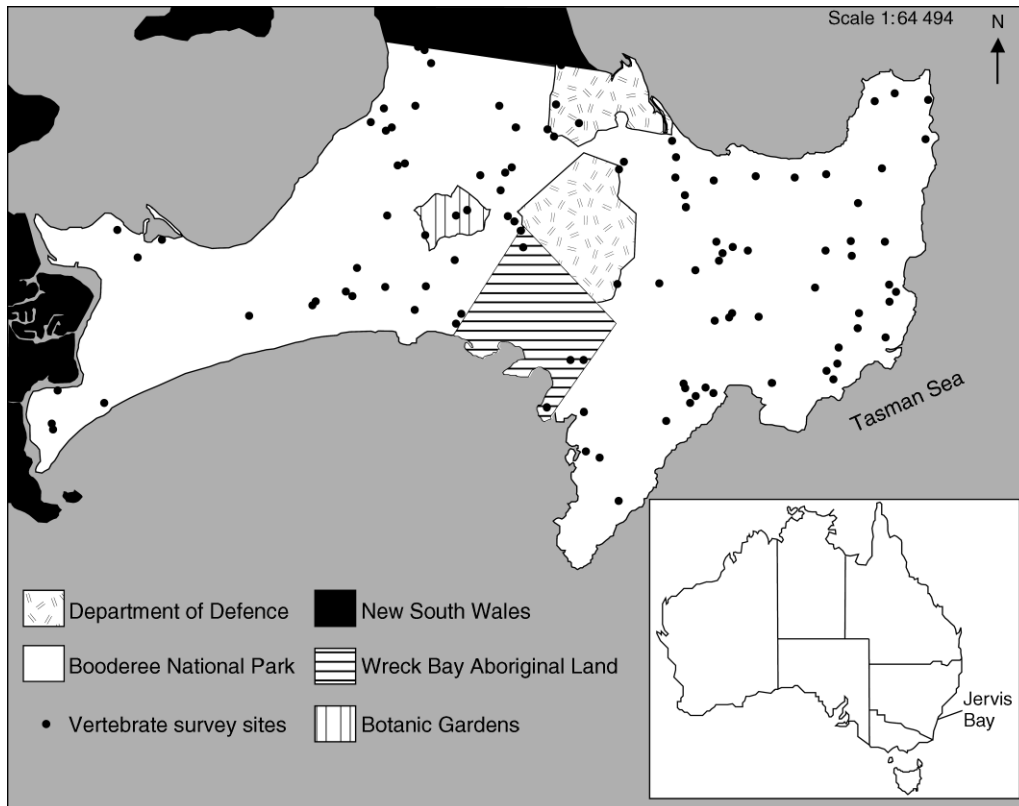 Scale 1:64 494
N
Tasman Sea
Department of Defence
New South Wales
Booderee National Park
Wreck Bay Aboriginal Land
Vertebrate survey sites
Botanic Gardens
Jervis
Bay